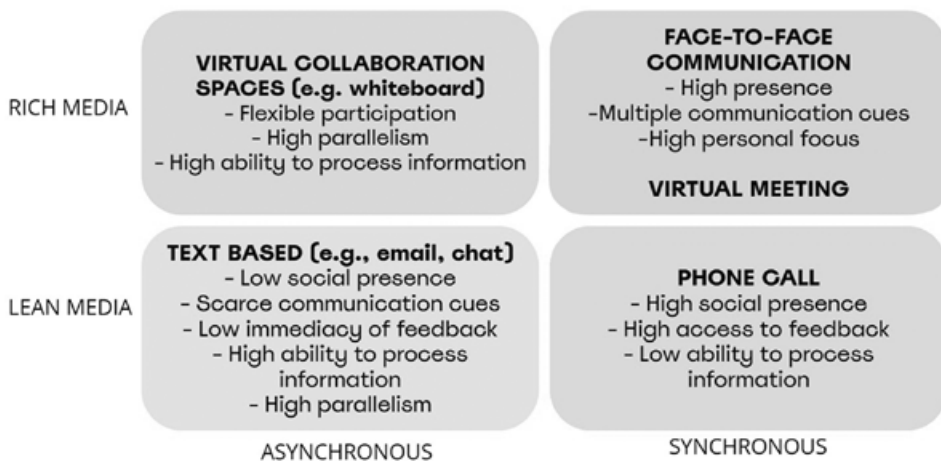 RICH MEDIA
VIRTUAL COLLABORATION
SPACES (e.g. whiteboard)
- Flexible participation
- High parallelism
- High ability to process information
FACE-TO-FACE
COMMUNICATION
- High presence
-Multiple communication cues
-High personal focus
VIRTUAL MEETING
LEAN MEDIA
TEXT BASED (e.g., email, chat)
- Low social presence
- Scarce communication cues
- Low immediacy of feedback
- High ability to process
information
- High parallelism
PHONE CALL
- High social presence
- High access to feedback
- Low ability to process
information
ASYNCHRONOUS
SYNCHRONOUS